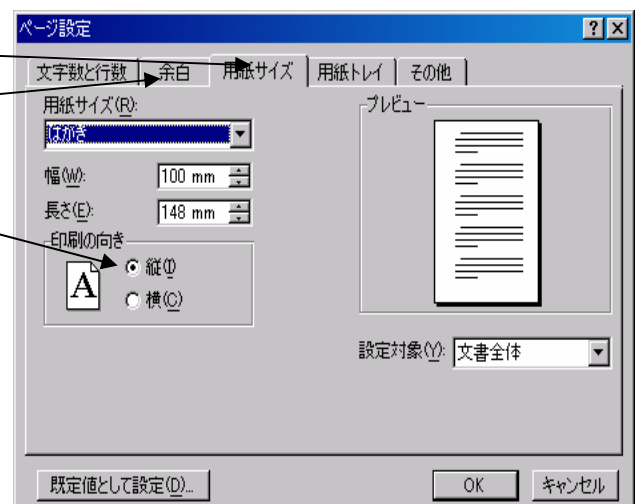 ページ設定
文字数と行数 余白 用紙サイズ 用紙トレイ その他
用紙サイズ(R):
はがき
幅(W): 100 mm
長さ(E): 148 mm
印刷の向き
A
縦(I)
横(C)
プレビュー
設定対象(Y): 文書全体
既定値として設定(D)... OK キャンセル